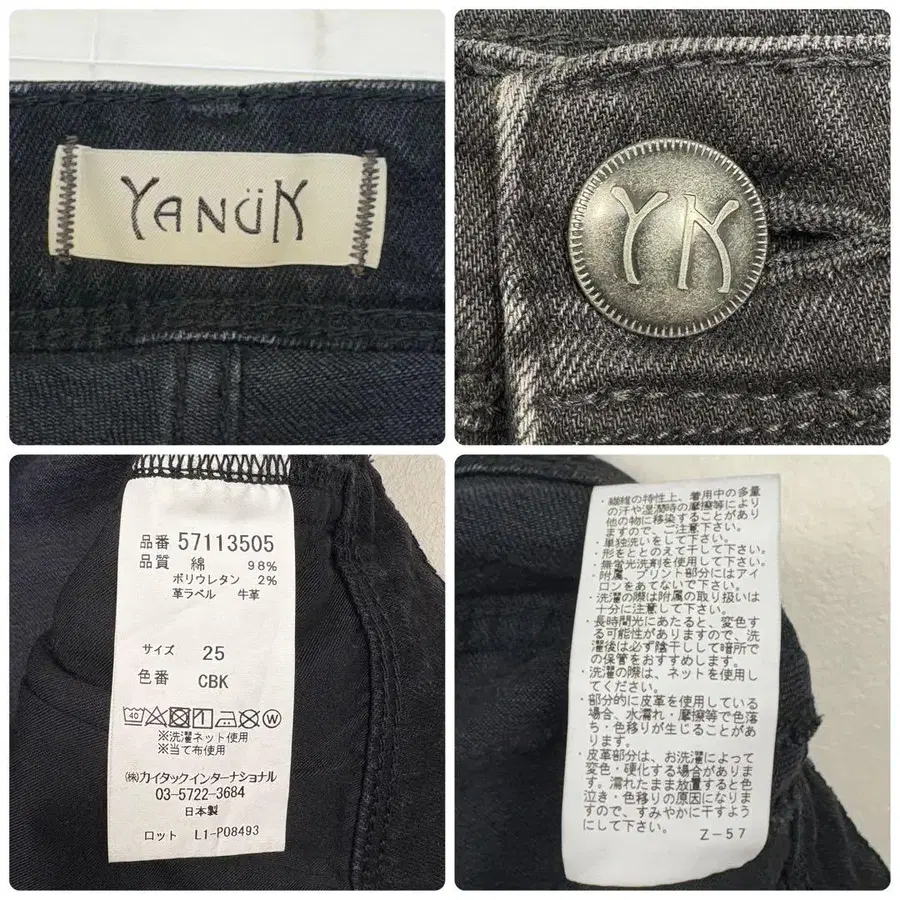 YANÜK
YK
品番 57113505
品質 綿 98%
ポリウレタン 2%
革ラベル 牛革
サイズ 25
色番 CBK
40
W
※洗濯ネット使用
※当て布使用
㈱カイタックインターナショナル
03-5722-3684
日本製
ロット L1-P08493
・繊維の特性上、着用中の多量
の汗や湿潤時の摩擦等により
他の物に移染することがあり
ますので、ご注意下さい。
・単独洗いをして下さい。
・形をととのえて干して下さい。
・無蛍光洗剤を使用して下さい。
・附属、プリント部分にはアイ
ロンをあてないで下さい。
・洗濯の際は附属の取り扱いは
十分に注意して下さい。
・長時間光にあたると、変色す
る可能性がありますので、洗
濯後は必ず陰干しして暗所で
の保管をおすすめします。
・洗濯の際は、ネットを使用し
てください。
・部分的に皮革を使用している
場合、水濡れ・摩擦等で色落
ち・色移りが生じることがあ
ります。
・皮革部分は、お洗濯によって
変色・硬化する場合がありま
す。濡れたまま放置すると色
泣き・色移りの原因になりま
すので、すみやかに干すよう
にして下さい。
Z-57